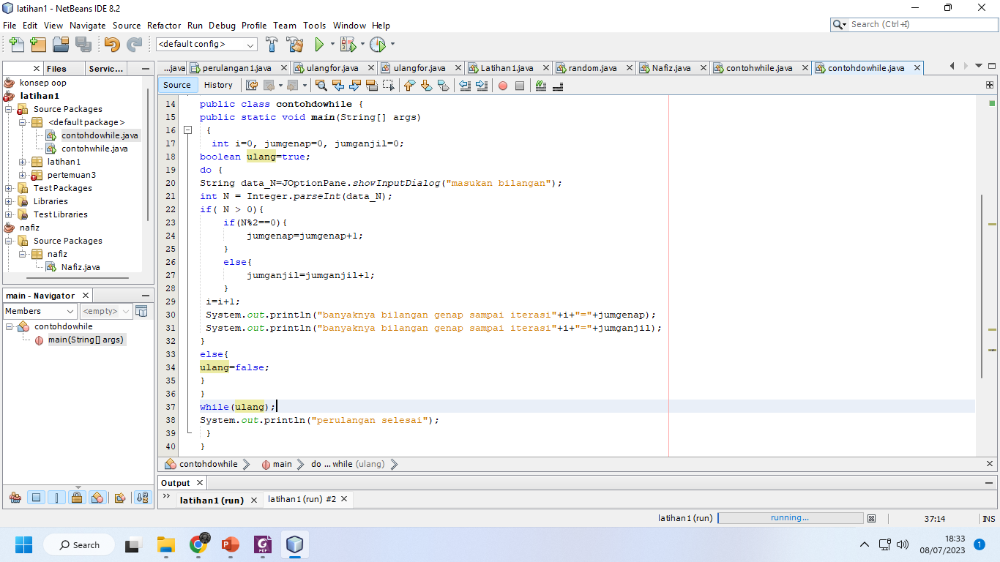 latihan1 - NetBeans IDE 8.2
File Edit View Navigate Source Refactor Run Debug Profile Team Tools Window Help
Search (Ctrl+I)
<default config>
Files
Servic...
...java
perulangan1.java
ulangfor.java
ulangfor.java
Latihan1.java
random.java
Nafiz.java
contohwhile.java
contohdowhile.java
konsep oop
latihan1
Source Packages
<default package>
contohdowhile.java
contohwhile.java
latihan1
pertemuan3
Test Packages
Libraries
Test Libraries
nafiz
Source Packages
nafiz
Nafiz.java
main - Navigator
Members
<empty>
contohdowhile
main(String[] args)
Source
History
14 public class contohdowhile {
15 public static void main(String[] args)
16 {
17 int i=0, jumgenap=0, jumganjil=0;
18 boolean ulang=true;
19 do {
20 String data_N=JOptionPane.showInputDialog("masukan bilangan");
21 int N = Integer.parseInt(data_N);
22 if( N > 0){
23 if(N%2==0){
24 jumgenap=jumgenap+1;
25 }
26 else{
27 jumganjil=jumganjil+1;
28 }
29 i=i+1;
30 System.out.println("banyaknya bilangan genap sampai iterasi"+i+"="+jumgenap);
31 System.out.println("banyaknya bilangan genap sampai iterasi"+i+"="+jumganjil);
32 }
33 else{
34 ulang=false;
35 }
36 }
37 while(ulang);
38 System.out.println("perulangan selesai");
39 }
40 }
contohdowhile
main
do ... while (ulang)
Output
latihan1 (run)
latihan1 (run) #2
latihan1 (run)
running...
37:14
INS
Search
18:33
08/07/2023
1